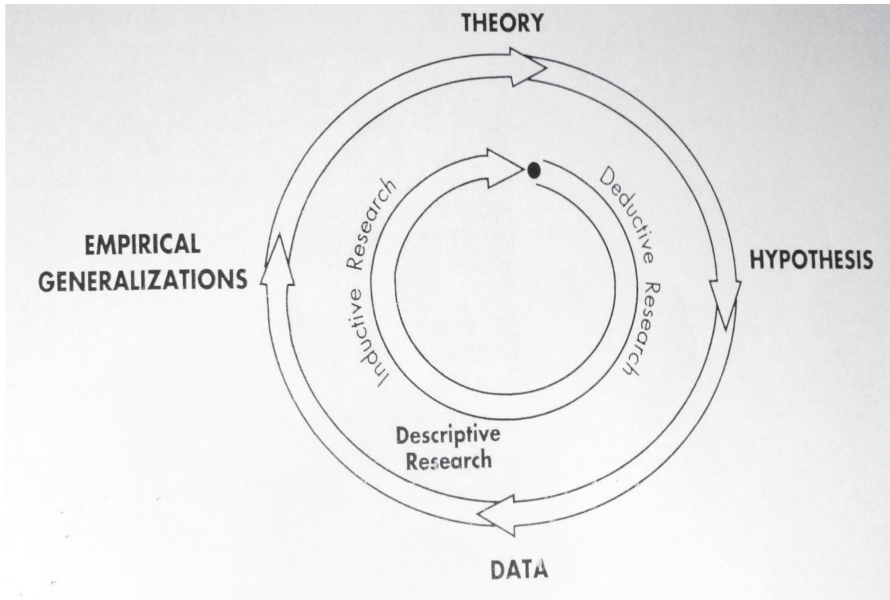 THEORY
Inductive Research
Deductive Research
EMPIRICAL
GENERALIZATIONS
HYPOTHESIS
Descriptive
Research
DATA